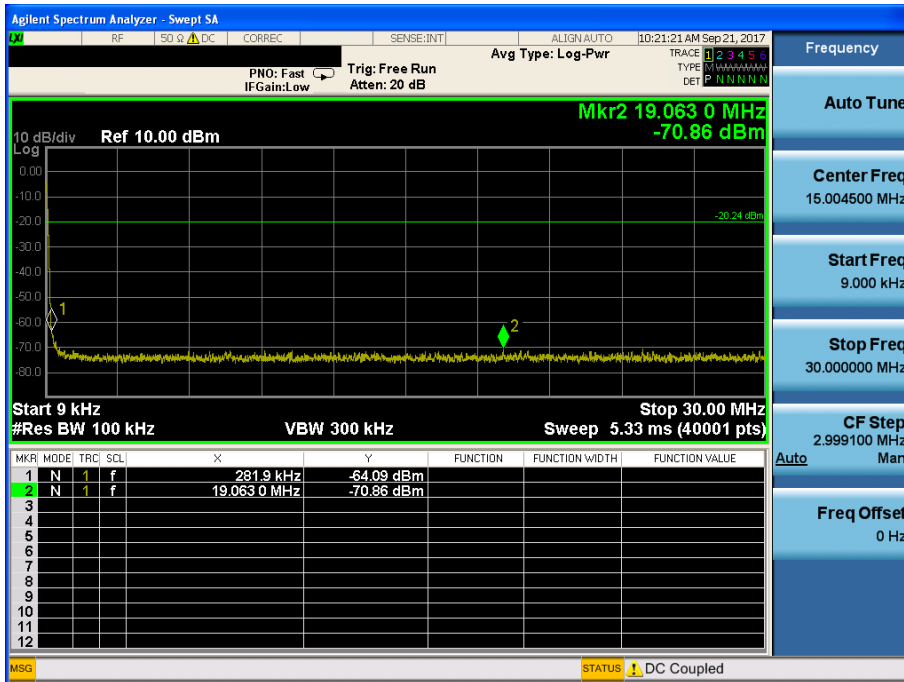 Agilent Spectrum Analyzer - Swept SA
LXI RF 50 Ω DC CORREC SENSE:INT ALIGN AUTO 10:21:21 AM Sep 21, 2017
Frequency
PNO: Fast
IFGain:Low
Trig: Free Run
Atten: 20 dB
Avg Type: Log-Pwr
TRACE 1 2 3 4 5 6
TYPE M WWWWW
DET P N N N N N
Auto Tune
Mkr2 19.063 0 MHz
-70.86 dBm
10 dB/div Ref 10.00 dBm
Log
0.00
-10.0
-20.0
-30.0
-40.0
-50.0
-60.0
-70.0
-80.0
-20.24 dBm
1
2
Center Freq
15.004500 MHz
Start Freq
9.000 kHz
Stop Freq
30.000000 MHz
Start 9 kHz Stop 30.00 MHz
#Res BW 100 kHz VBW 300 kHz Sweep 5.33 ms (40001 pts)
CF Step
2.999100 MHz
Auto Man
MKR MODE TRC SCL X Y FUNCTION FUNCTION WIDTH FUNCTION VALUE
1 N 1 f 281.9 kHz -64.09 dBm
2 N 1 f 19.063 0 MHz -70.86 dBm
3
4
5
6
7
8
9
10
11
12
Freq Offset
0 Hz
MSG STATUS DC Coupled